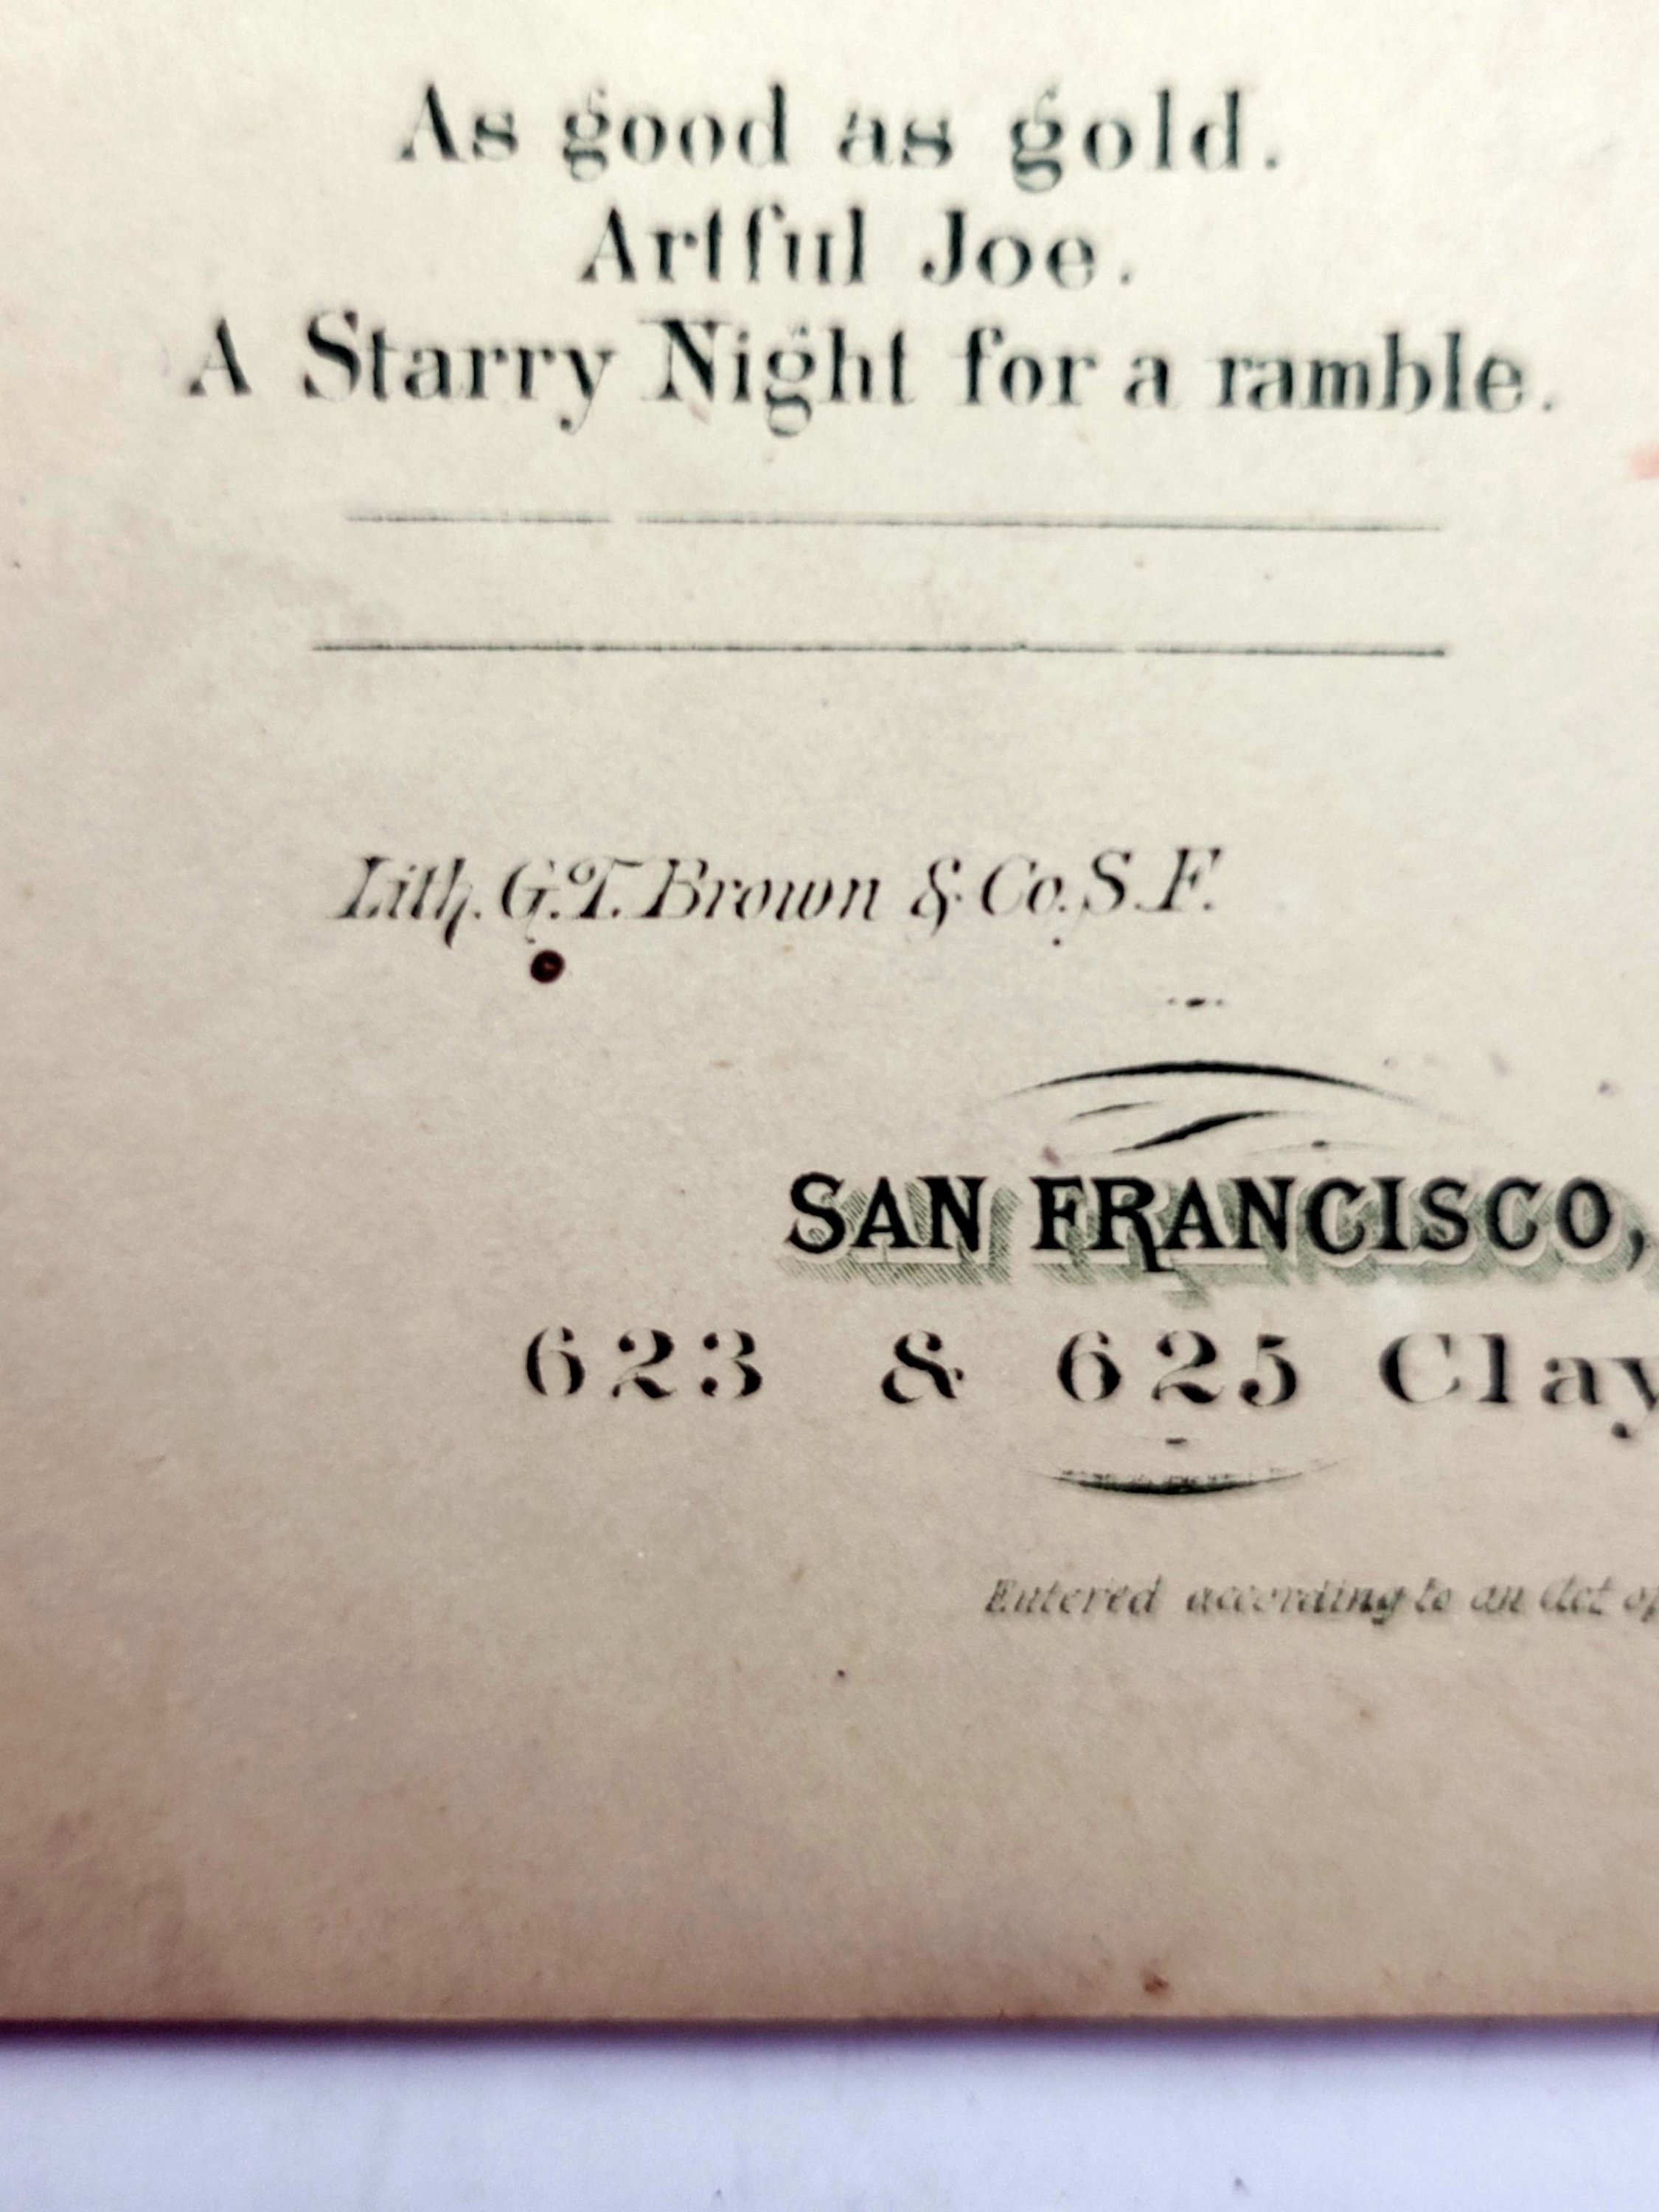 As good as gold.
Artful Joe.
A Starry Night for a ramble.
Lith. G.T. Brown & Co. S.F.
SAN FRANCISCO,
623 & 625 Clay
Entered according to an Act of